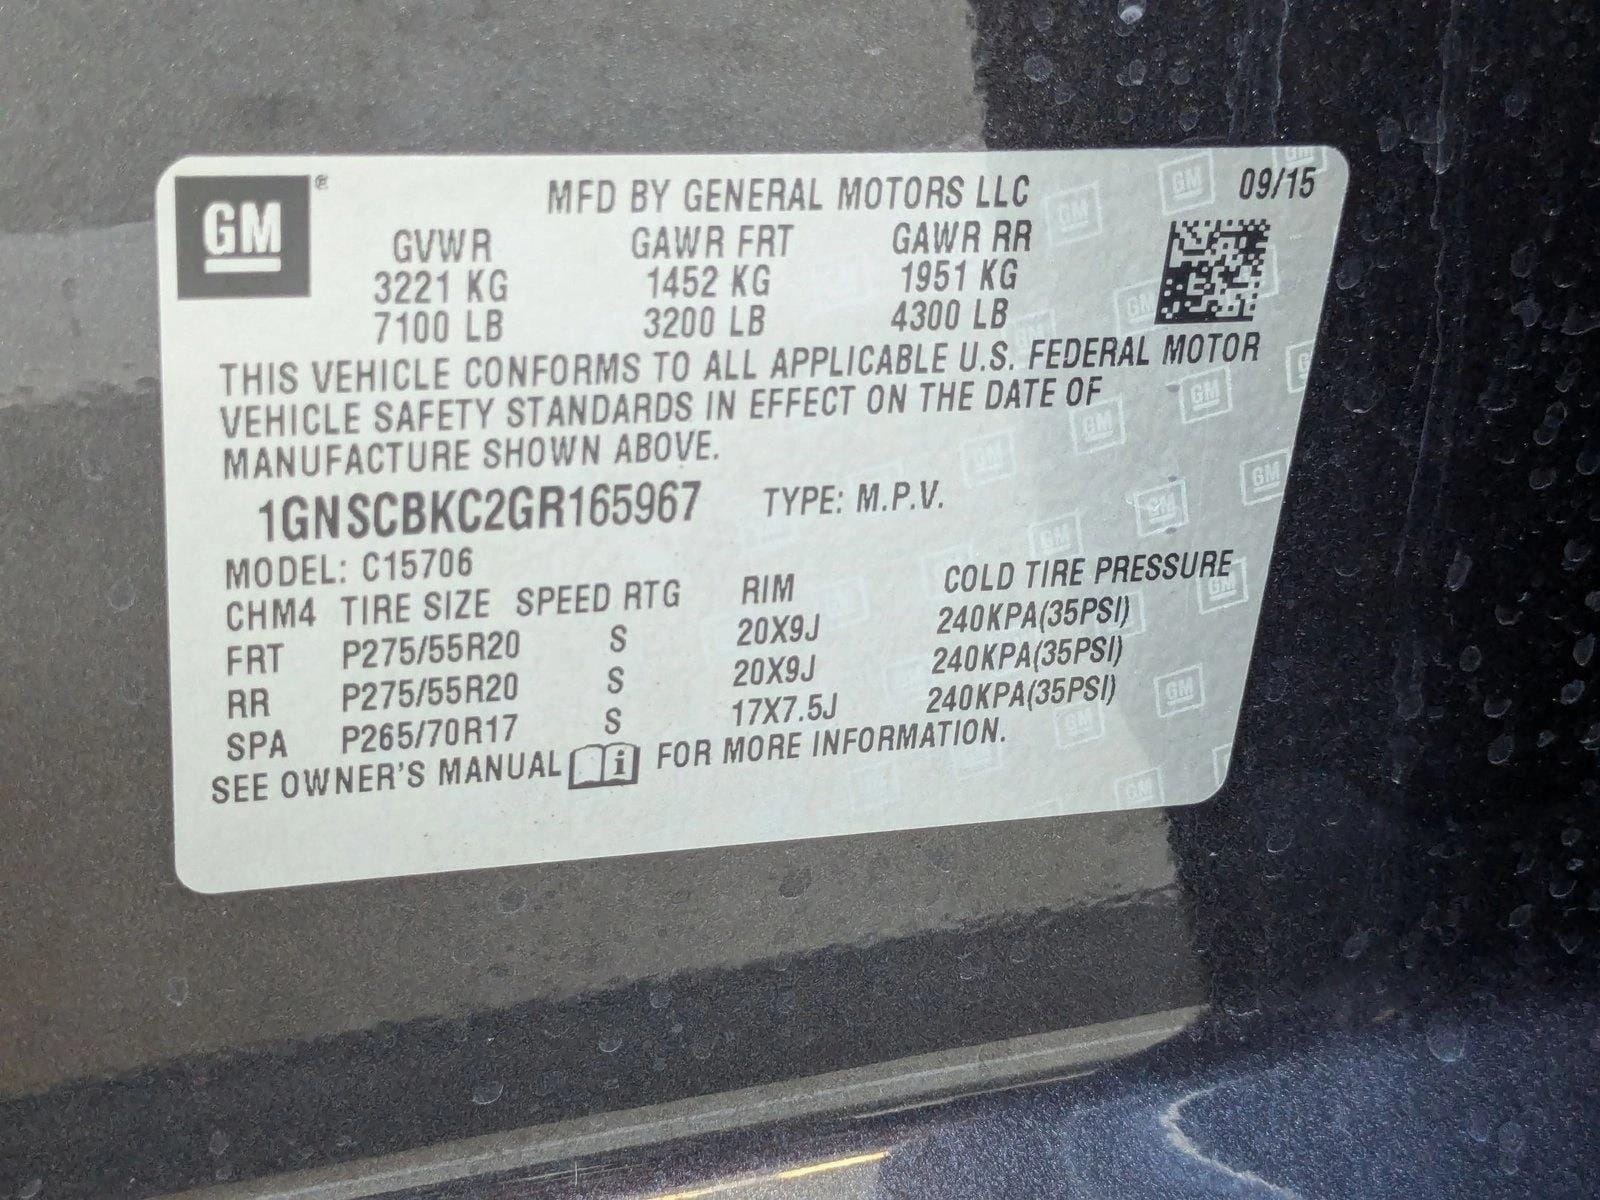 GM ® MFD BY GENERAL MOTORS LLC 09/15
GVWR GAWR FRT GAWR RR
3221 KG 1452 KG 1951 KG
7100 LB 3200 LB 4300 LB
THIS VEHICLE CONFORMS TO ALL APPLICABLE U.S. FEDERAL MOTOR
VEHICLE SAFETY STANDARDS IN EFFECT ON THE DATE OF
MANUFACTURE SHOWN ABOVE.
1GNSCBKC2GR165967 TYPE: M.P.V.
MODEL: C15706
CHM4 TIRE SIZE SPEED RTG RIM COLD TIRE PRESSURE
FRT P275/55R20 S 20X9J 240KPA(35PSI)
RR P275/55R20 S 20X9J 240KPA(35PSI)
SPA P265/70R17 S 17X7.5J 240KPA(35PSI)
SEE OWNER'S MANUAL i FOR MORE INFORMATION.